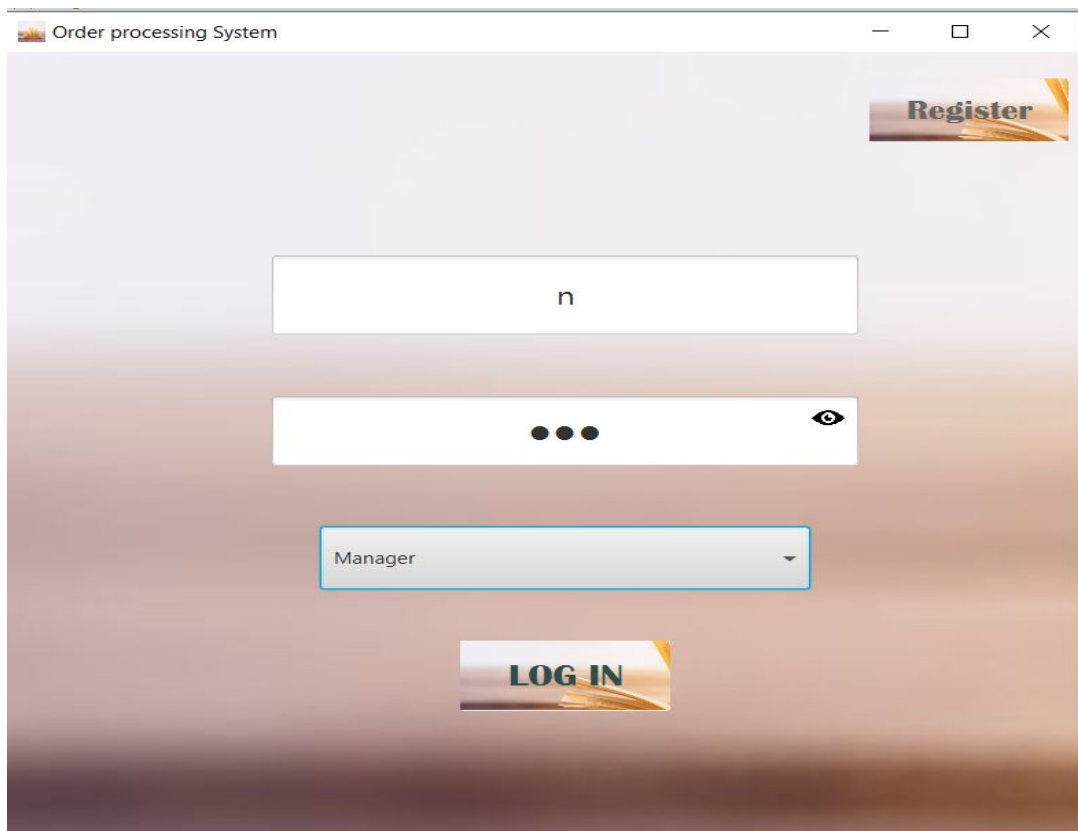 Order processing System
Register
n
●●●
Manager
LOG IN